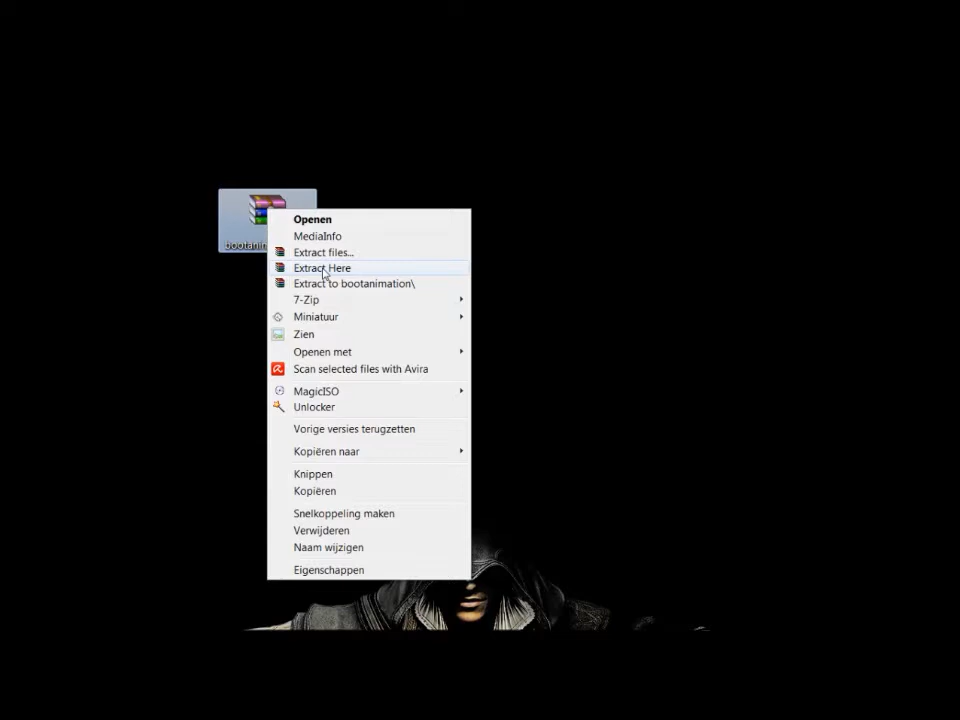 bootanim
Openen
MediaInfo
Extract files...
Extract Here
Extract to bootanimation\
7-Zip
Miniatuur
Zien
Openen met
Scan selected files with Avira
MagicISO
Unlocker
Vorige versies terugzetten
Kopiëren naar
Knippen
Kopiëren
Snelkoppeling maken
Verwijderen
Naam wijzigen
Eigenschappen